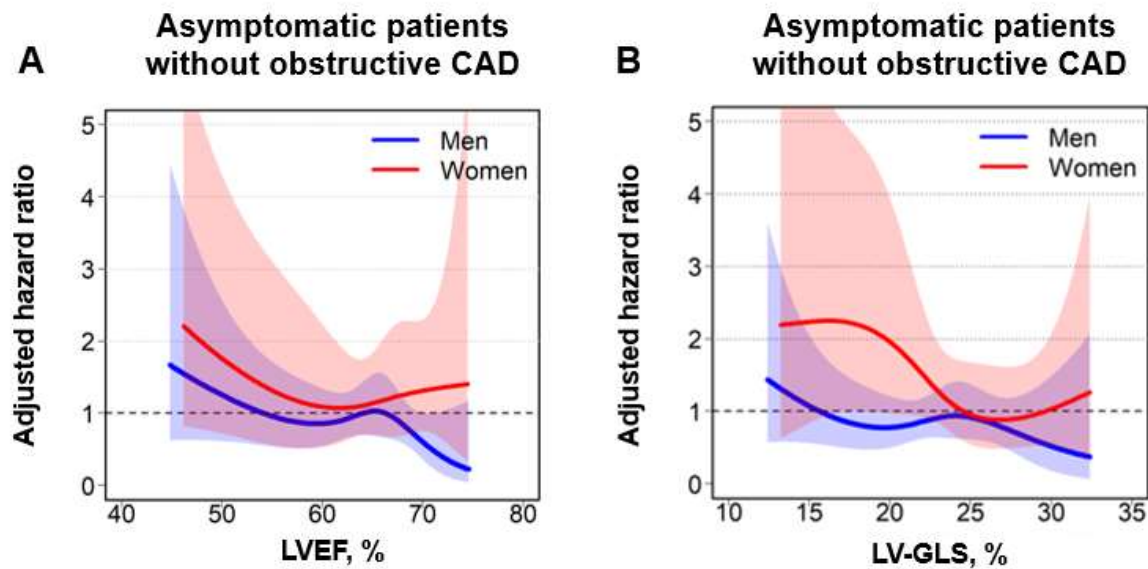 A
Asymptomatic patients
without obstructive CAD
Adjusted hazard ratio
5
4
3
2
1
0
Men
Women
40
50
60
70
80
LVEF, %
B
Asymptomatic patients
without obstructive CAD
Adjusted hazard ratio
5
4
3
2
1
0
Men
Women
10
15
20
25
30
35
LV-GLS, %